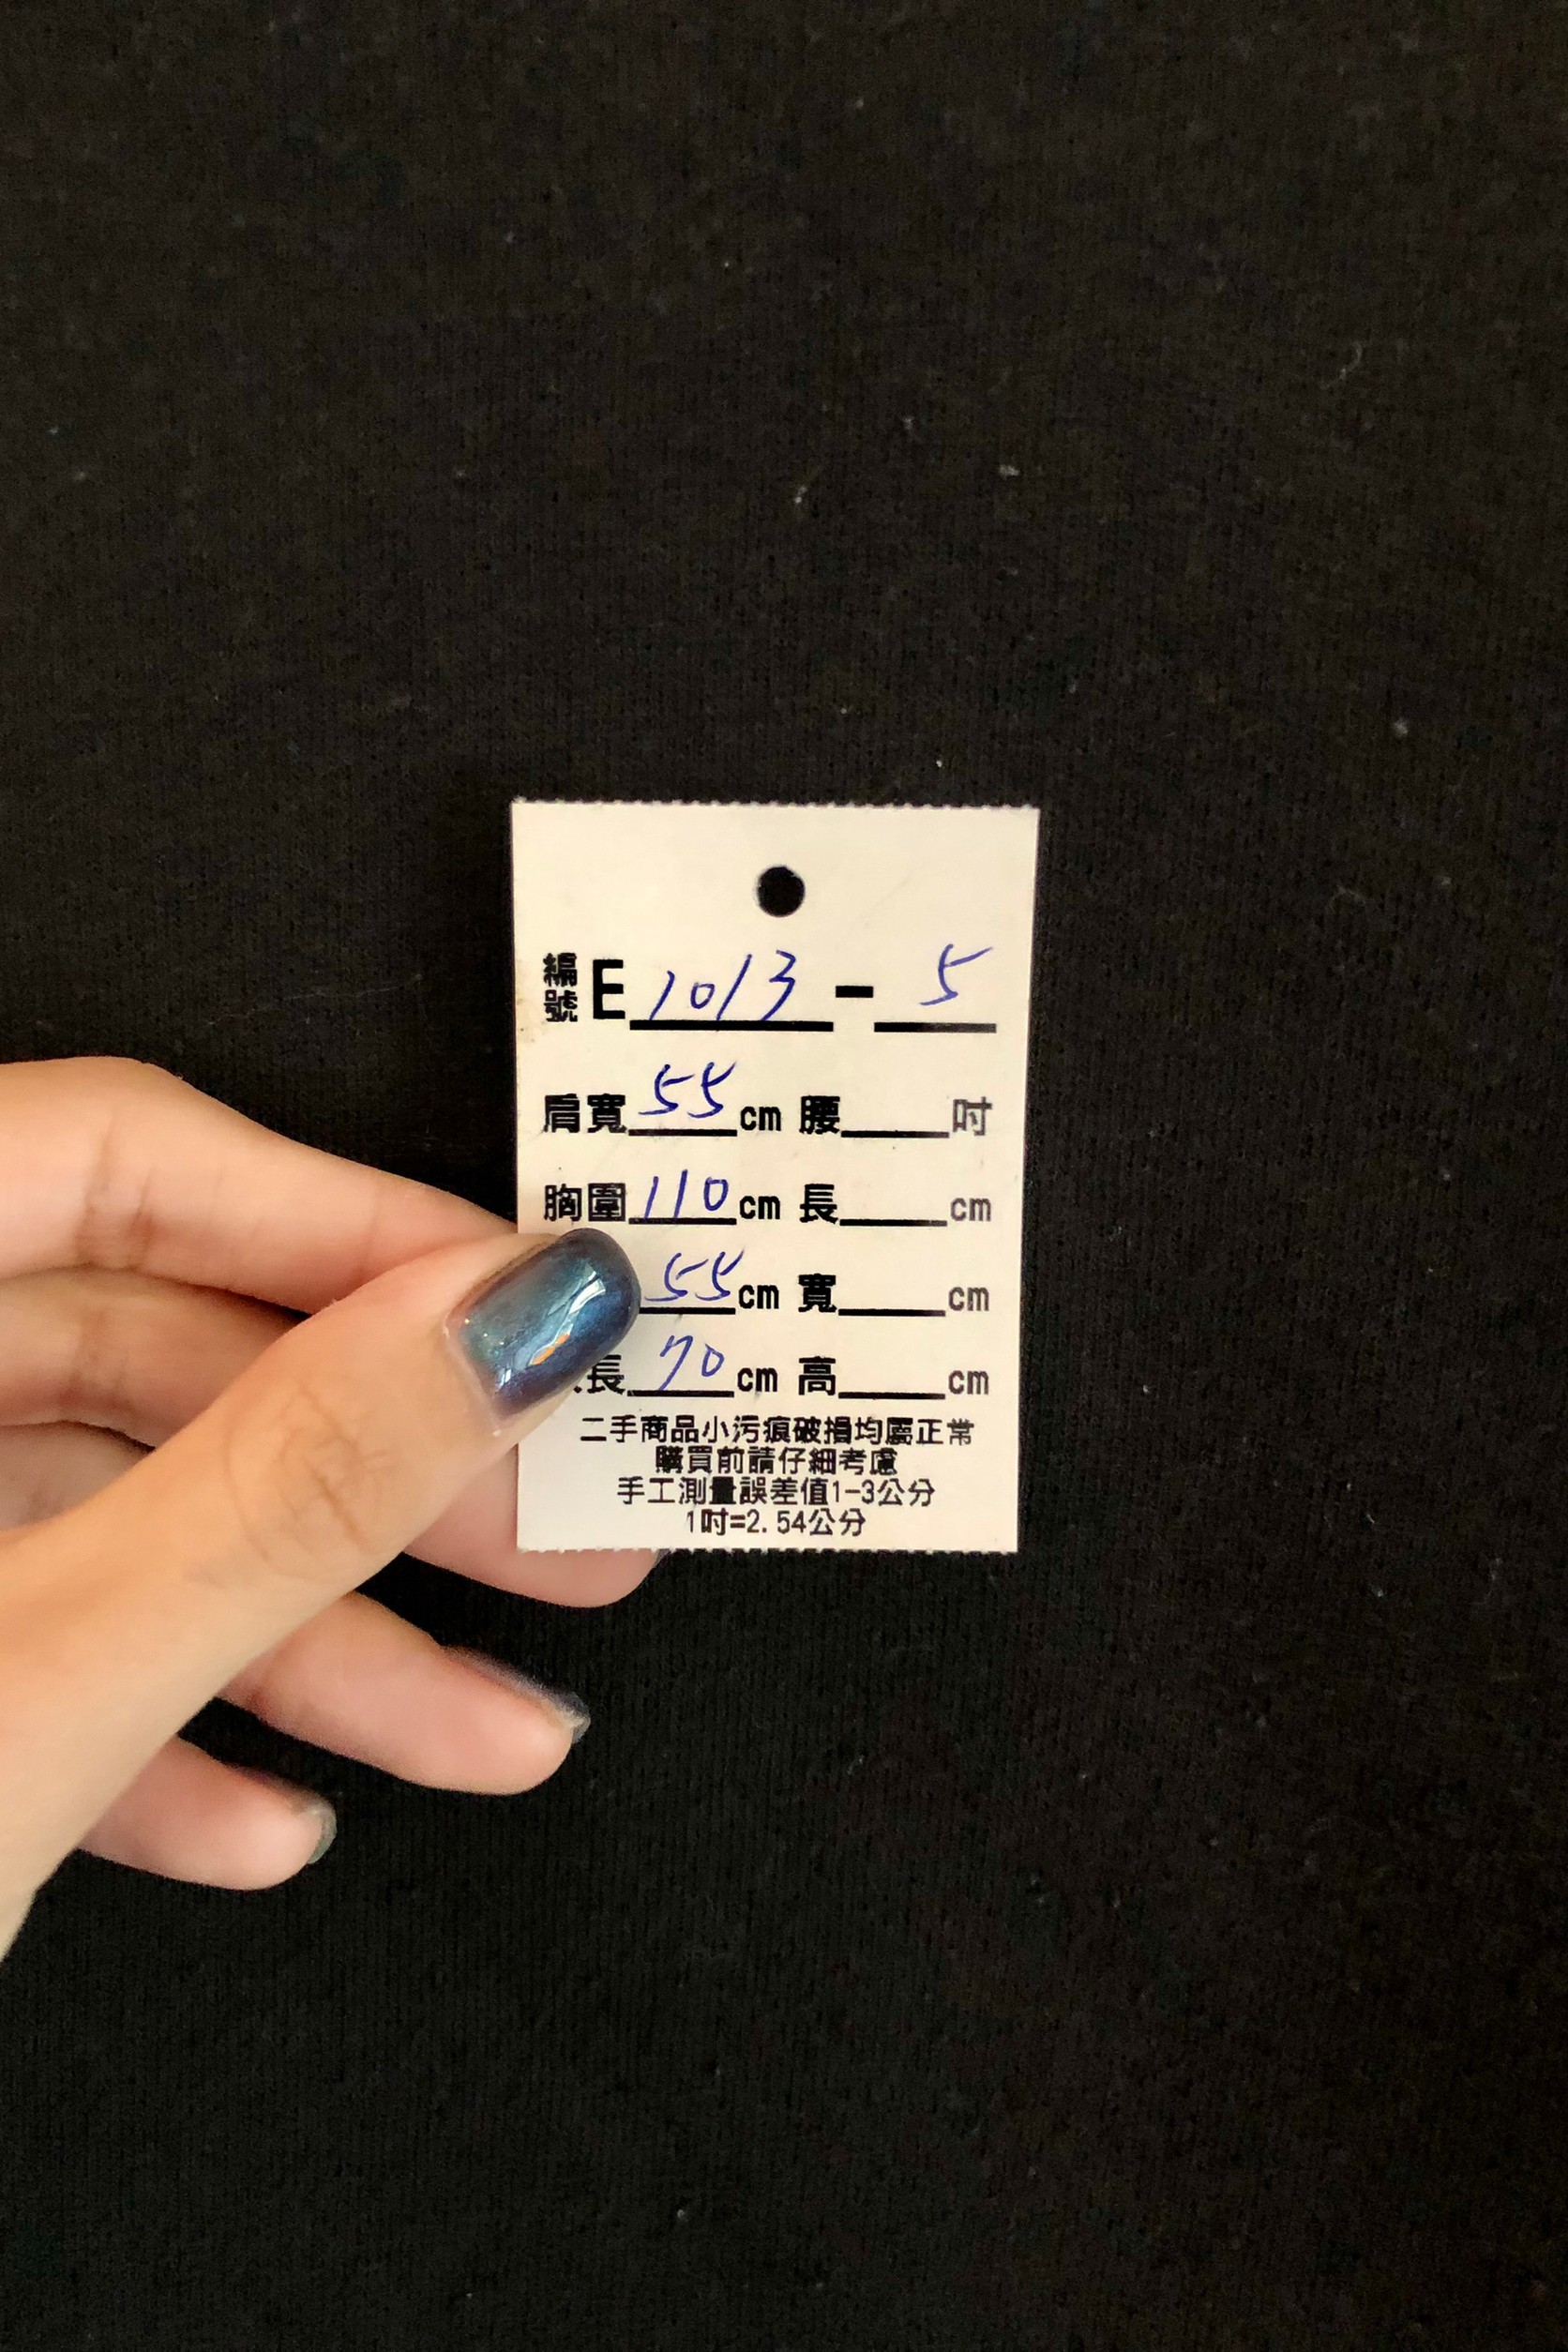 編號 E 1013 - 5
肩寬 55 cm 腰 吋
胸圍 110 cm 長 cm
55 cm 寬 cm
長 70 cm 高 cm
二手商品小污痕破損均屬正常
購買前請仔細考慮
手工測量誤差值1-3公分
1吋=2.54公分